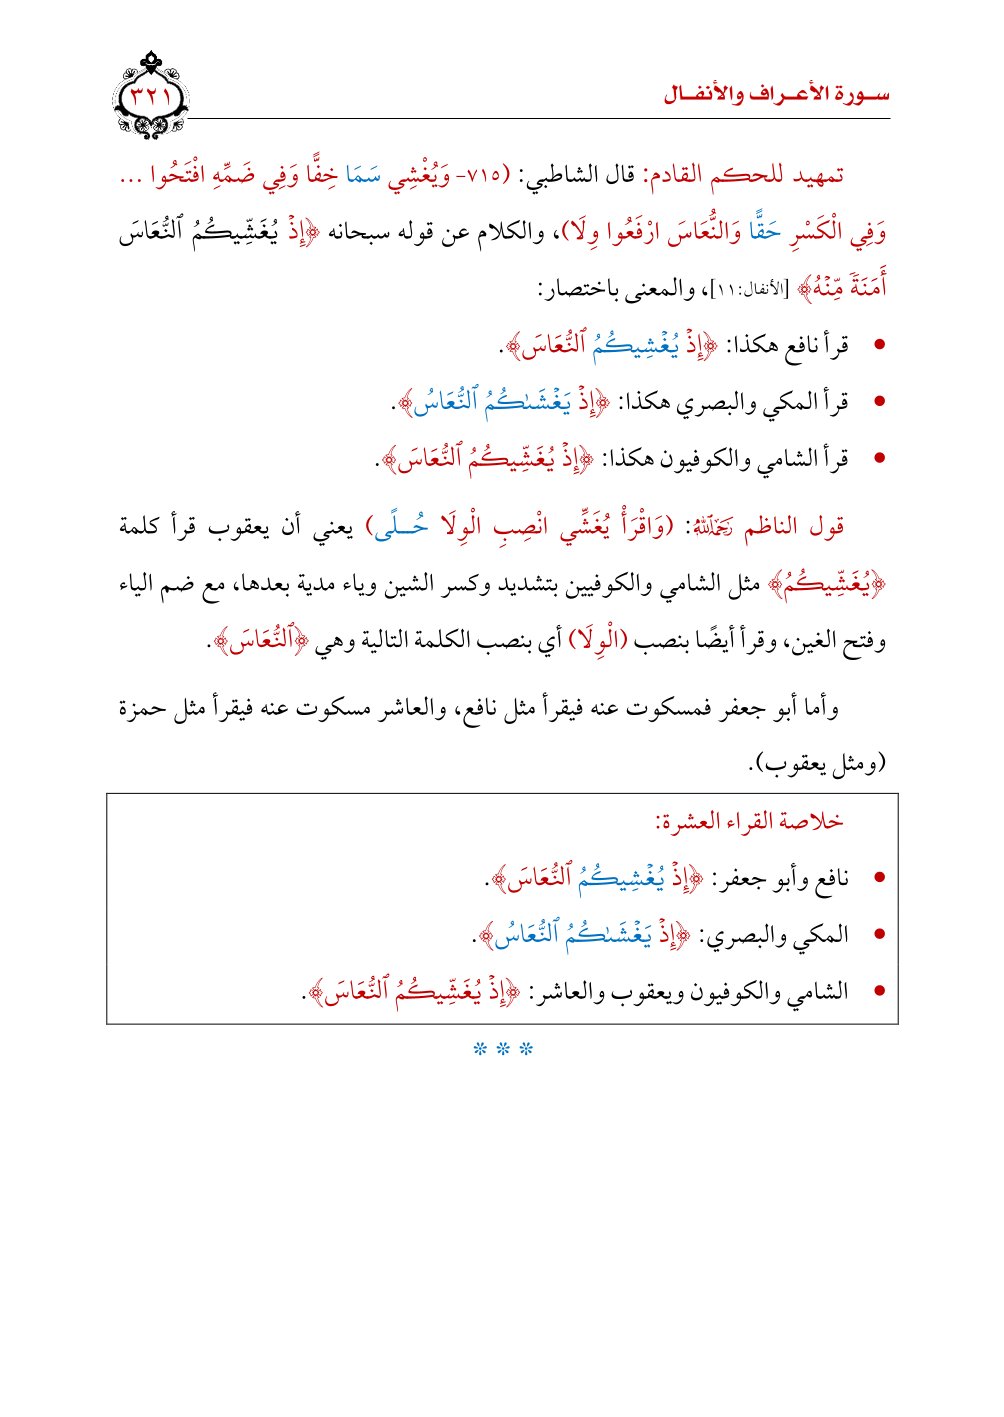 سـورة الأعـراف والأنفـال
٣٢١
تمهيد للحكم القادم: قال الشاطبي: (٧١٥- وَيُغْشِي سَمَا خِفًّا وَفِي ضَمِّهِ افْتَحُوا ...
وَفِي الْكَسْرِ حَقًّا وَالنُّعَاسَ ارْفَعُوا وِلَا)، والكلام عن قوله سبحانه ﴿إِذْ يُغَشِّيكُمُ ٱلنُّعَاسَ
أَمَنَةً مِّنْهُ﴾ [الأنفال:١١]، والمعنى باختصار:
• قرأ نافع هكذا: ﴿إِذْ يُغْشِيكُمُ ٱلنُّعَاسَ﴾.
• قرأ المكي والبصري هكذا: ﴿إِذْ يَغْشَىٰكُمُ ٱلنُّعَاسُ﴾.
• قرأ الشامي والكوفيون هكذا: ﴿إِذْ يُغَشِّيكُمُ ٱلنُّعَاسَ﴾.
قول الناظم رَحِمَهُ اللَّهُ: (وَاقْرَأْ يُغَشِّي انْصِبِ الْوِلَا حُـلًى) يعني أن يعقوب قرأ كلمة
﴿يُغَشِّيكُمُ﴾ مثل الشامي والكوفيين بتشديد وكسر الشين وياء مدية بعدها، مع ضم الياء
وفتح الغين، وقرأ أيضًا بنصب (الْوِلَا) أي بنصب الكلمة التالية وهي ﴿ٱلنُّعَاسَ﴾.
وأما أبو جعفر فمسكوت عنه فيقرأ مثل نافع، والعاشر مسكوت عنه فيقرأ مثل حمزة
(ومثل يعقوب).
خلاصة القراء العشرة:
• نافع وأبو جعفر: ﴿إِذْ يُغْشِيكُمُ ٱلنُّعَاسَ﴾.
• المكي والبصري: ﴿إِذْ يَغْشَىٰكُمُ ٱلنُّعَاسُ﴾.
• الشامي والكوفيون ويعقوب والعاشر: ﴿إِذْ يُغَشِّيكُمُ ٱلنُّعَاسَ﴾.
* * *